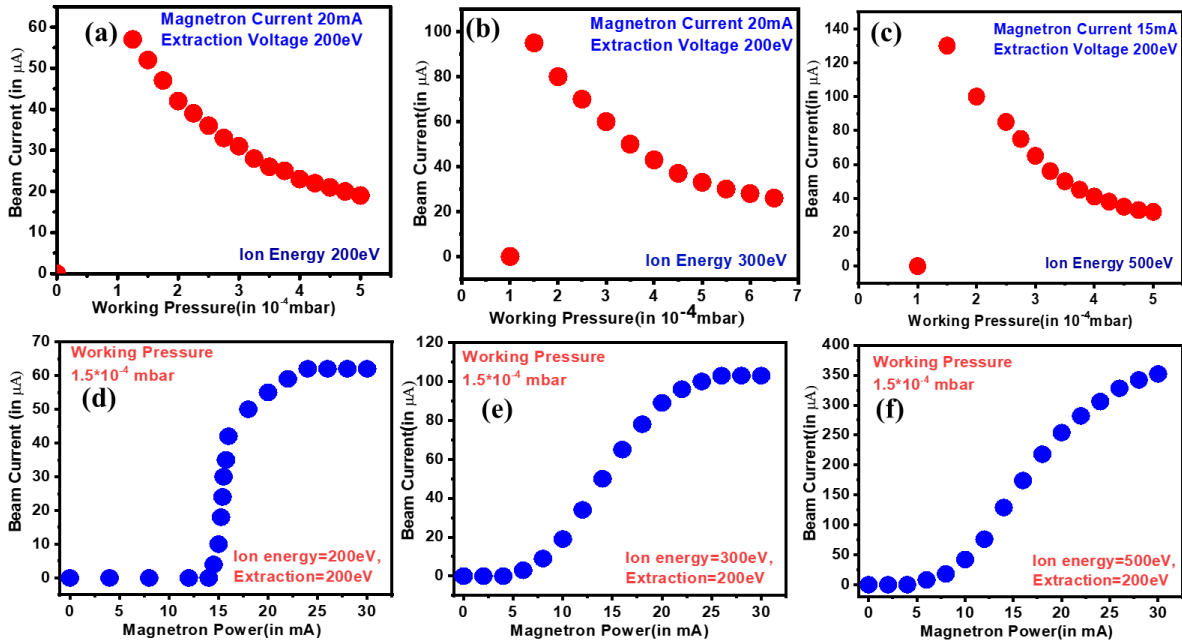 (a)
Magnetron Current 20mA
Extraction Voltage 200eV
Ion Energy 200eV
Beam Current (in μA)
60
50
40
30
20
10
0
0 1 2 3 4 5
Working Pressure(in 10⁻⁴mbar)
(b)
Magnetron Current 20mA
Extraction Voltage 200eV
Ion Energy 300eV
Beam Current(in μA)
100
80
60
40
20
0
0 1 2 3 4 5 6 7
Working Pressure(in 10⁻⁴mbar)
(c)
Magnetron Current 15mA
Extraction Voltage 200eV
Ion Energy 500eV
Beam Current(in μA)
140
120
100
80
60
40
20
0
0 1 2 3 4 5
Working Pressure(in 10⁻⁴mbar)
Working Pressure
1.5*10⁻⁴ mbar
(d)
Ion energy=200eV,
Extraction=200eV
Beam Current (in μA)
70
60
50
40
30
20
10
0
0 5 10 15 20 25 30
Magnetron Power(in mA)
Working Pressure
1.5*10⁻⁴ mbar
(e)
Ion energy=300eV,
Extraction=200eV
Beam Current(in μA)
120
100
80
60
40
20
0
0 5 10 15 20 25 30
Magnetron Power(in mA)
Working Pressure
1.5*10⁻⁴ mbar
(f)
Ion energy=500eV,
Extraction=200eV
Beam Current(in μA)
400
350
300
250
200
150
100
50
0
0 5 10 15 20 25 30
Magnetron Power(in mA)